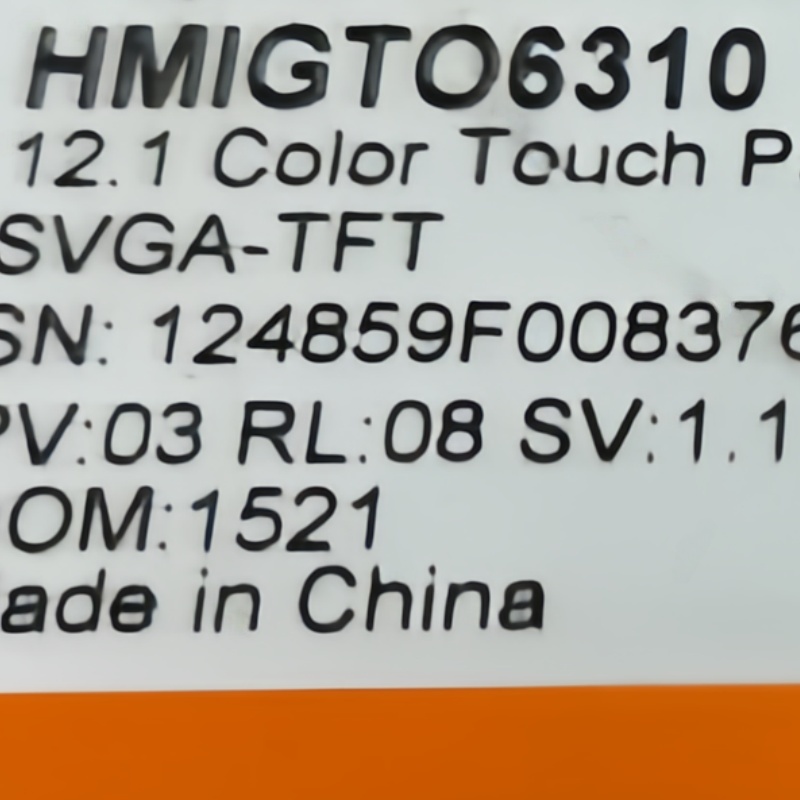 HMIGTO6310
12.1 Color Touch P
SVGA-TFT
SN: 124859F008376
PV:03 RL:08 SV:1.1
OM:1521
ade in China